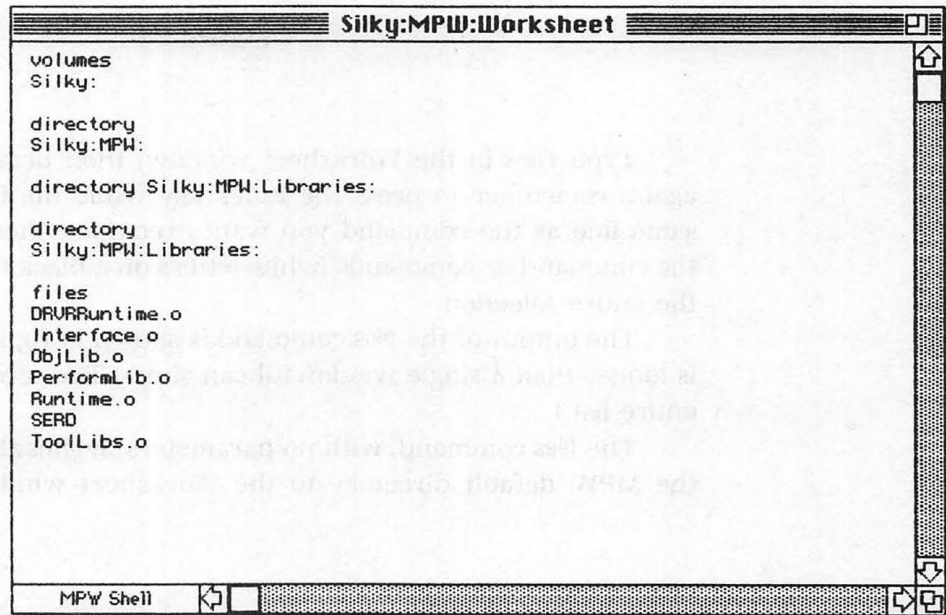 Silky:MPW:Worksheet
volumes
Silky:
directory
Silky:MPW:
directory Silky:MPW:Libraries:
directory
Silky:MPW:Libraries:
files
DRVRRuntime.o
Interface.o
ObjLib.o
PerformLib.o
Runtime.o
SERD
ToolLibs.o
MPW Shell